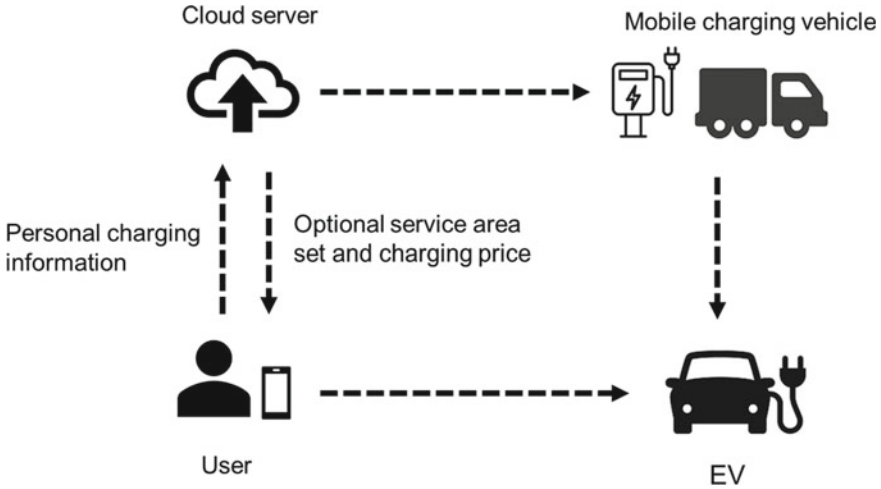 Cloud server
Mobile charging vehicle
Personal charging
information
Optional service area
set and charging price
User
EV